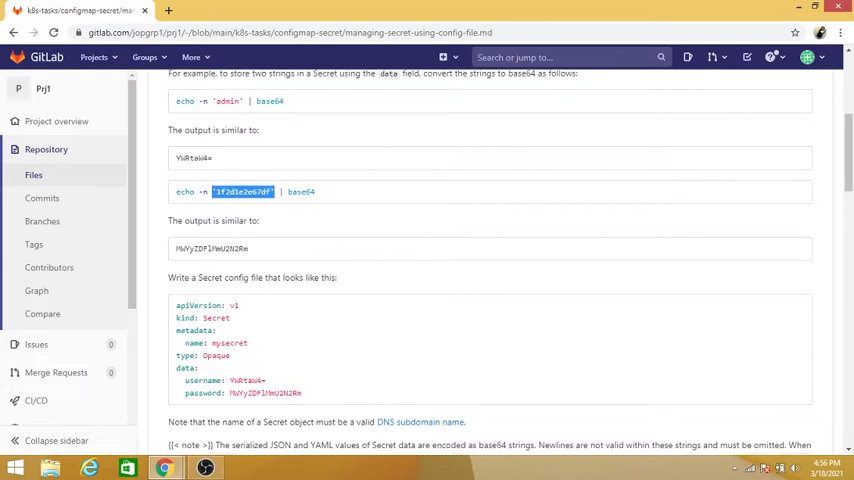 managing-secret-using-config-file
gitlab.com/jopgrp1/prj1/-/blob/main/k8s-tasks/configmap-secret/managing-secret-using-config-file.md
GitLab Projects Groups More Search or jump to...
P Prj1
Project overview
Repository
Files
Commits
Branches
Tags
Contributors
Graph
Compare
Issues 0
Merge Requests 0
CI/CD
Collapse sidebar
For example, to store two strings in a Secret using the data field, convert the strings to base64 as follows:
echo -n 'admin' | base64
The output is similar to:
YWRtaW4=
echo -n '1f2d1e2e67df' | base64
The output is similar to:
MWYyZDFlMmU2N2Rm
Write a Secret config file that looks like this:
apiVersion: v1
kind: Secret
metadata:
name: mysecret
type: Opaque
data:
username: YWRtaW4=
password: MWYyZDFlMmU2N2Rm
Note that the name of a Secret object must be a valid DNS subdomain name.
{{< note >}} The serialized JSON and YAML values of Secret data are encoded as base64 strings. Newlines are not valid within these strings and must be omitted. When
4:56 PM
3/18/2021